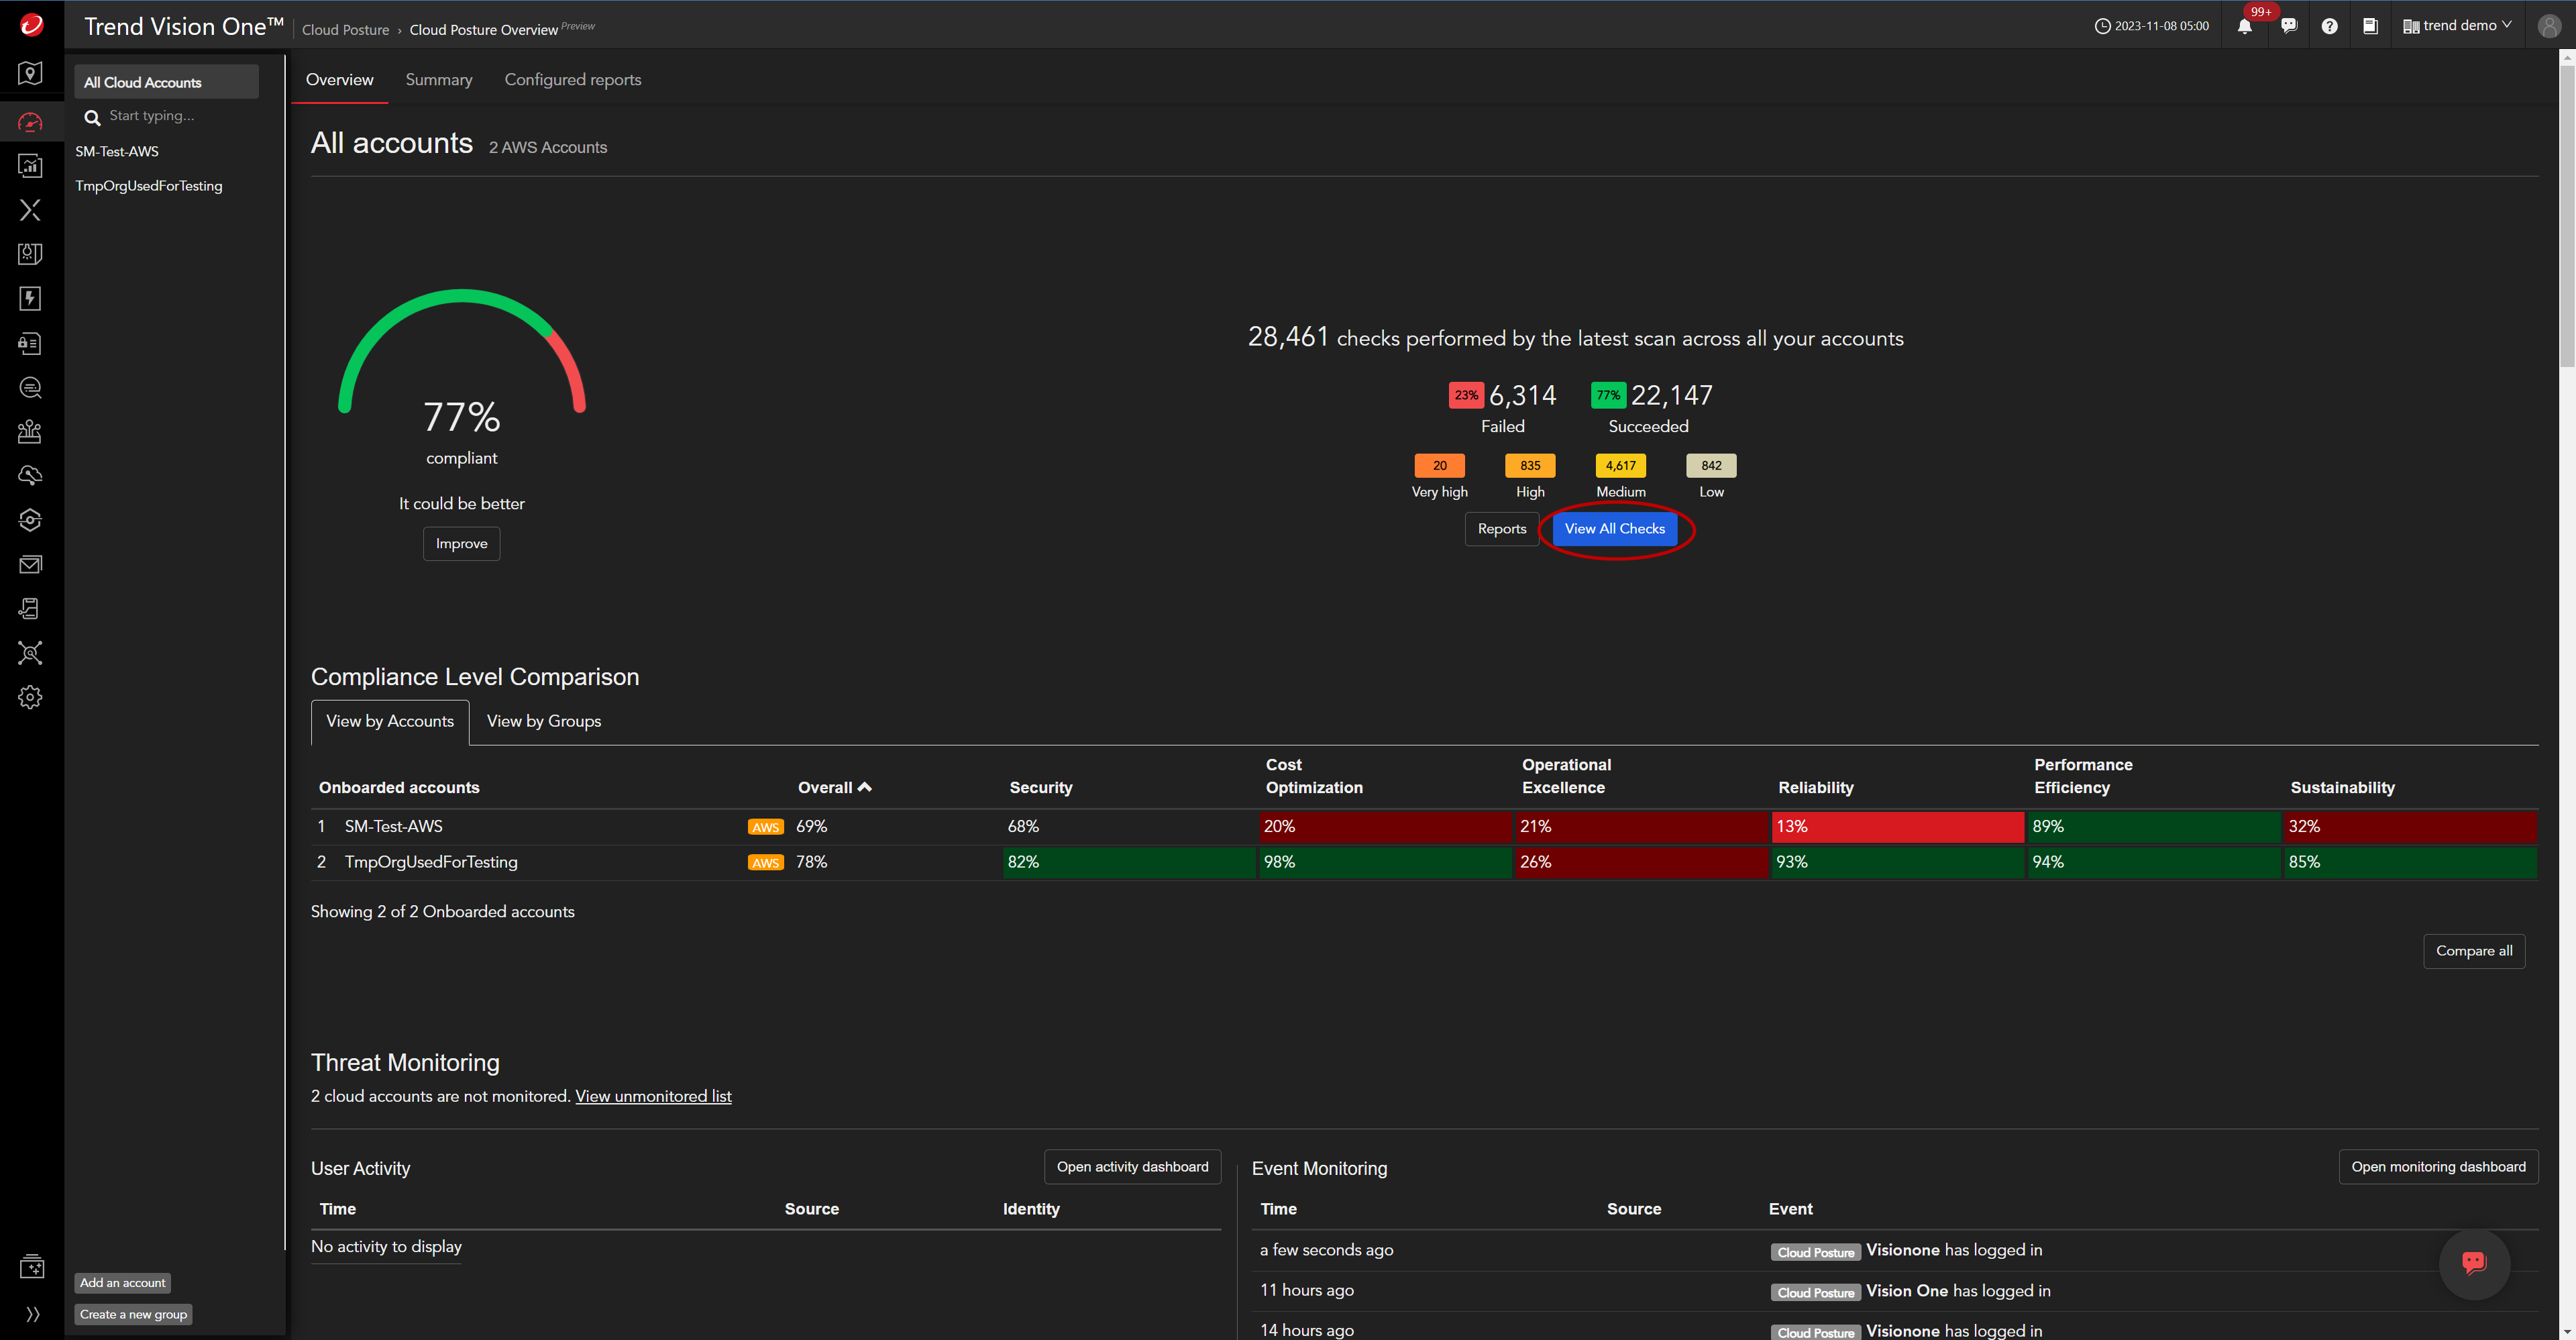 Trend Vision One™ Cloud Posture › Cloud Posture Overview Preview
2023-11-08 05:00 99+ trend demo
All Cloud Accounts
Start typing...
SM-Test-AWS
TmpOrgUsedForTesting
Overview Summary Configured reports
All accounts 2 AWS Accounts
77%
compliant
It could be better
Improve
28,461 checks performed by the latest scan across all your accounts
23% 6,314 77% 22,147
Failed Succeeded
20 835 4,617 842
Very high High Medium Low
Reports View All Checks
Compliance Level Comparison
View by Accounts View by Groups
Onboarded accounts Overall Security Cost Optimization Operational Excellence Reliability Performance Efficiency Sustainability
1 SM-Test-AWS AWS 69% 68% 20% 21% 13% 89% 32%
2 TmpOrgUsedForTesting AWS 78% 82% 98% 26% 93% 94% 85%
Showing 2 of 2 Onboarded accounts
Compare all
Threat Monitoring
2 cloud accounts are not monitored. View unmonitored list
User Activity Open activity dashboard
Time Source Identity
No activity to display
Event Monitoring Open monitoring dashboard
Time Source Event
a few seconds ago Cloud Posture Visionone has logged in
11 hours ago Cloud Posture Vision One has logged in
14 hours ago Cloud Posture Visionone has logged in
Add an account
Create a new group